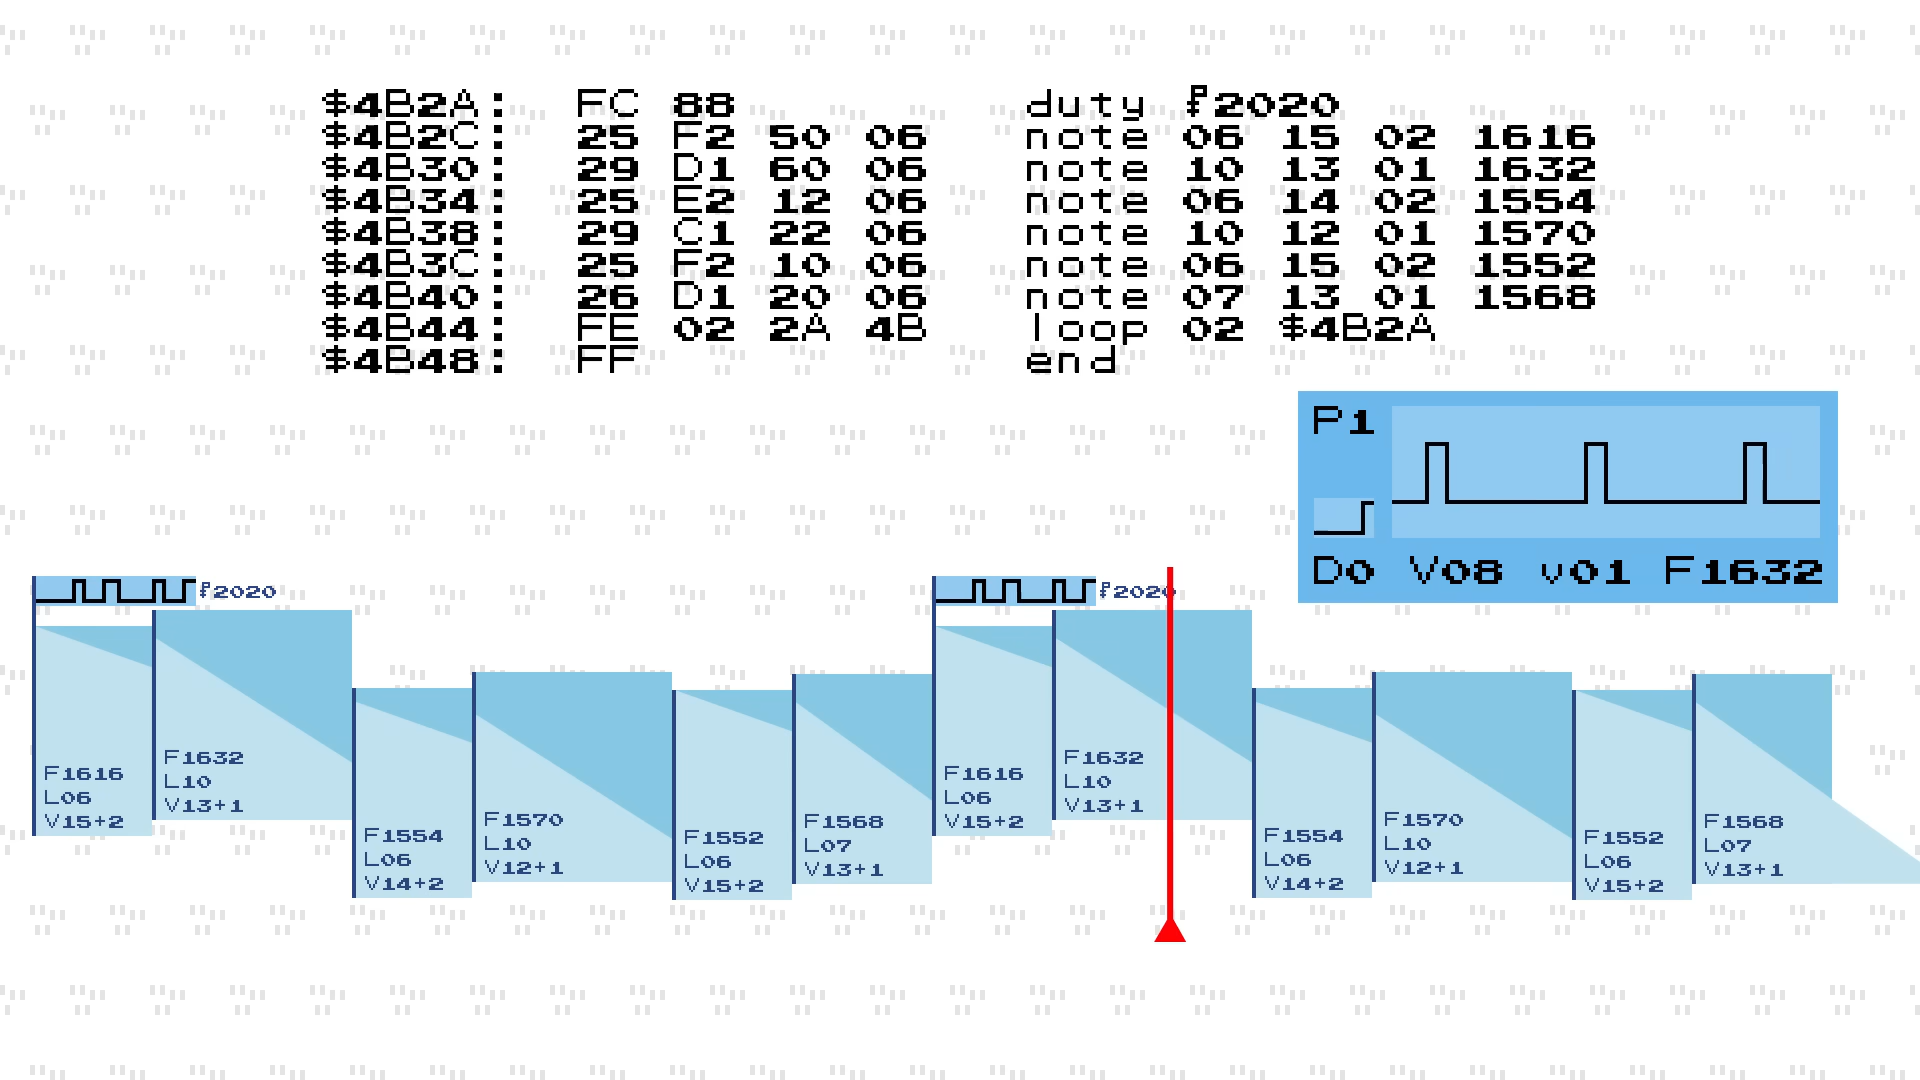 $4B2A: FC 88 duty f2020
$4B2C: 25 F2 50 06 note 06 15 02 1616
$4B30: 29 D1 60 06 note 10 13 01 1632
$4B34: 25 E2 12 06 note 06 14 02 1554
$4B38: 29 C1 22 06 note 10 12 01 1570
$4B3C: 25 F2 10 06 note 06 15 02 1552
$4B40: 26 D1 20 06 note 07 13 01 1568
$4B44: FE 02 2A 4B loop 02 $4B2A
$4B48: FF end
P1
D0 V08 v01 F1632
f2020
F1616
L06
V15+2
F1632
L10
V13+1
F1554
L06
V14+2
F1570
L10
V12+1
F1552
L06
V15+2
F1568
L07
V13+1
f2020
F1616
L06
V15+2
F1632
L10
V13+1
F1554
L06
V14+2
F1570
L10
V12+1
F1552
L06
V15+2
F1568
L07
V13+1